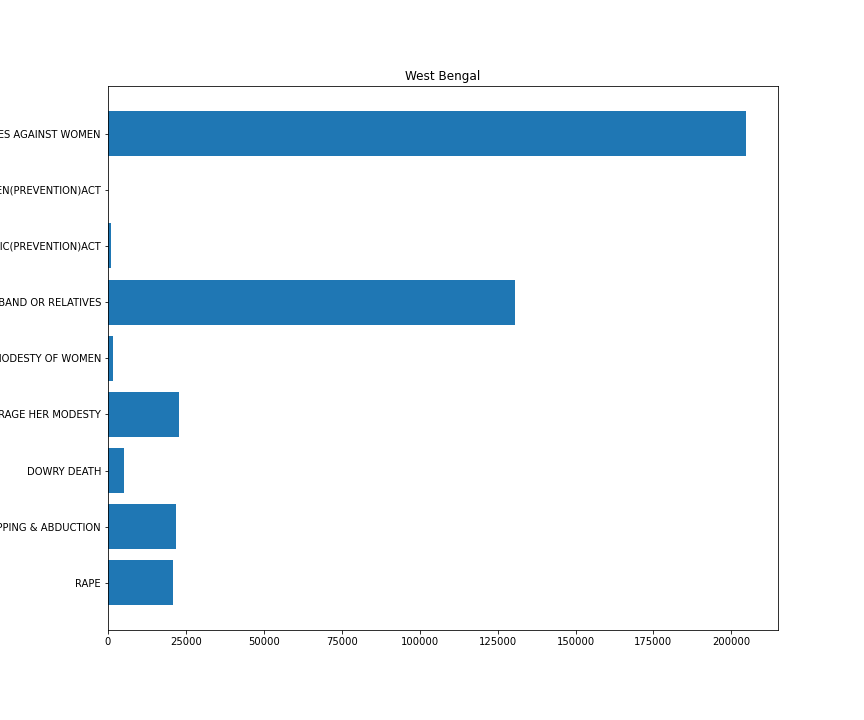 West Bengal
ES AGAINST WOMEN
EN(PREVENTION)ACT
IC(PREVENTION)ACT
BAND OR RELATIVES
MODESTY OF WOMEN
RAGE HER MODESTY
DOWRY DEATH
PPING & ABDUCTION
RAPE
0 25000 50000 75000 100000 125000 150000 175000 200000